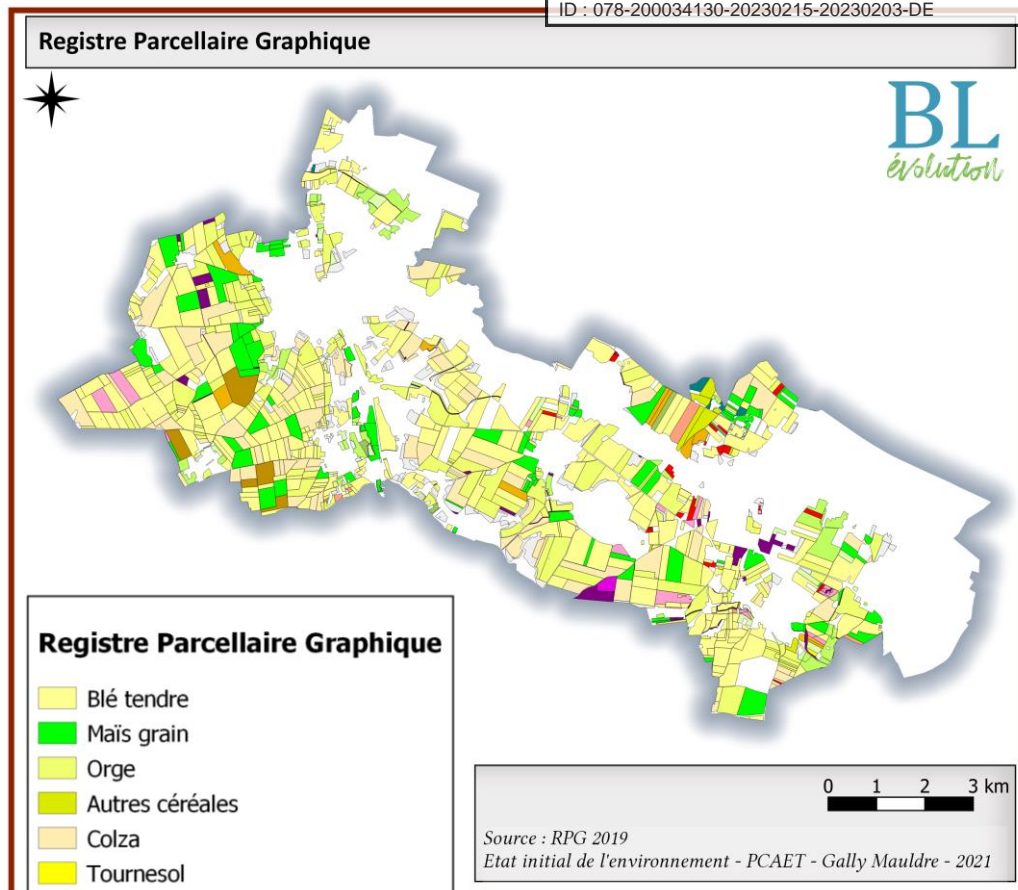 ID : 078-200034130-20230215-20230203-DE
Registre Parcellaire Graphique
BL
évolution
Registre Parcellaire Graphique
Blé tendre
Maïs grain
Orge
Autres céréales
Colza
Tournesol
0 1 2 3 km
Source : RPG 2019
Etat initial de l'environnement - PCAET - Gally Mauldre - 2021